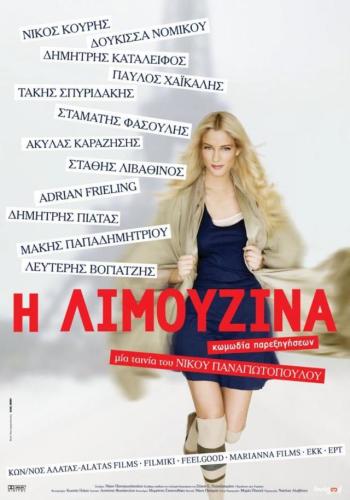 ΝΙΚΟΣ ΚΟΥΡΗΣ
ΔΟΥΚΙΣΣΑ ΝΟΜΙΚΟΥ
ΔΗΜΗΤΡΗΣ ΚΑΤΑΛΕΙΦΟΣ
ΠΑΥΛΟΣ ΧΑΪΚΑΛΗΣ
ΤΑΚΗΣ ΣΠΥΡΙΔΑΚΗΣ
ΣΤΑΜΑΤΗΣ ΦΑΣΟΥΛΗΣ
ΑΚΥΛΑΣ ΚΑΡΑΖΗΣΗΣ
ΣΤΑΘΗΣ ΛΙΒΑΘΙΝΟΣ
ADRIAN FRIELING
ΔΗΜΗΤΡΗΣ ΠΙΑΤΑΣ
ΜΑΚΗΣ ΠΑΠΑΔΗΜΗΤΡΙΟΥ
ΛΕΥΤΕΡΗΣ ΒΟΓΙΑΤΖΗΣ
Η ΛΙΜΟΥΖΙΝΑ
κωμωδία παρεξηγήσεων
μία ταινία του ΝΙΚΟΥ ΠΑΝΑΓΙΩΤΟΠΟΥΛΟΥ
ΚΩΝ/ΝΟΣ ΑΛΑΤΑΣ-ALATAS FILMS · FILMIKI · FEELGOOD · MARIANNA FILMS · ΕΚΚ · ΕΡΤ